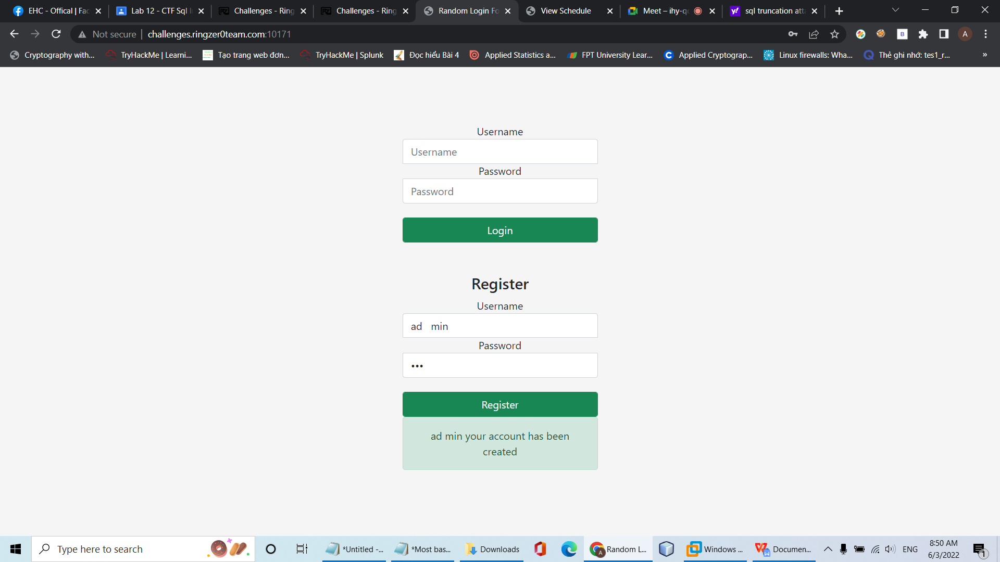 EHC - Offical | Fac
Lab 12 - CTF Sql I
Challenges - Ring
Challenges - Ring
Random Login Fo
View Schedule
Meet – ihy-q
sql truncation att
Not secure
challenges.ringzer0team.com:10171
B
A
Cryptography with...
TryHackMe | Learni...
Tạo trang web đơn...
TryHackMe | Splunk
Đọc hiểu Bài 4
Applied Statistics a...
FPT University Lear...
Applied Cryptograp...
Linux firewalls: Wha...
Thẻ ghi nhớ: tes1_r...
»
Username
Username
Password
Password
Login
Register
Username
ad   min
Password
•••
Register
ad min your account has been
created
Type here to search
*Untitled -...
*Most bas...
Downloads
Random L...
Windows ...
Documen...
ENG
8:50 AM
6/3/2022
1